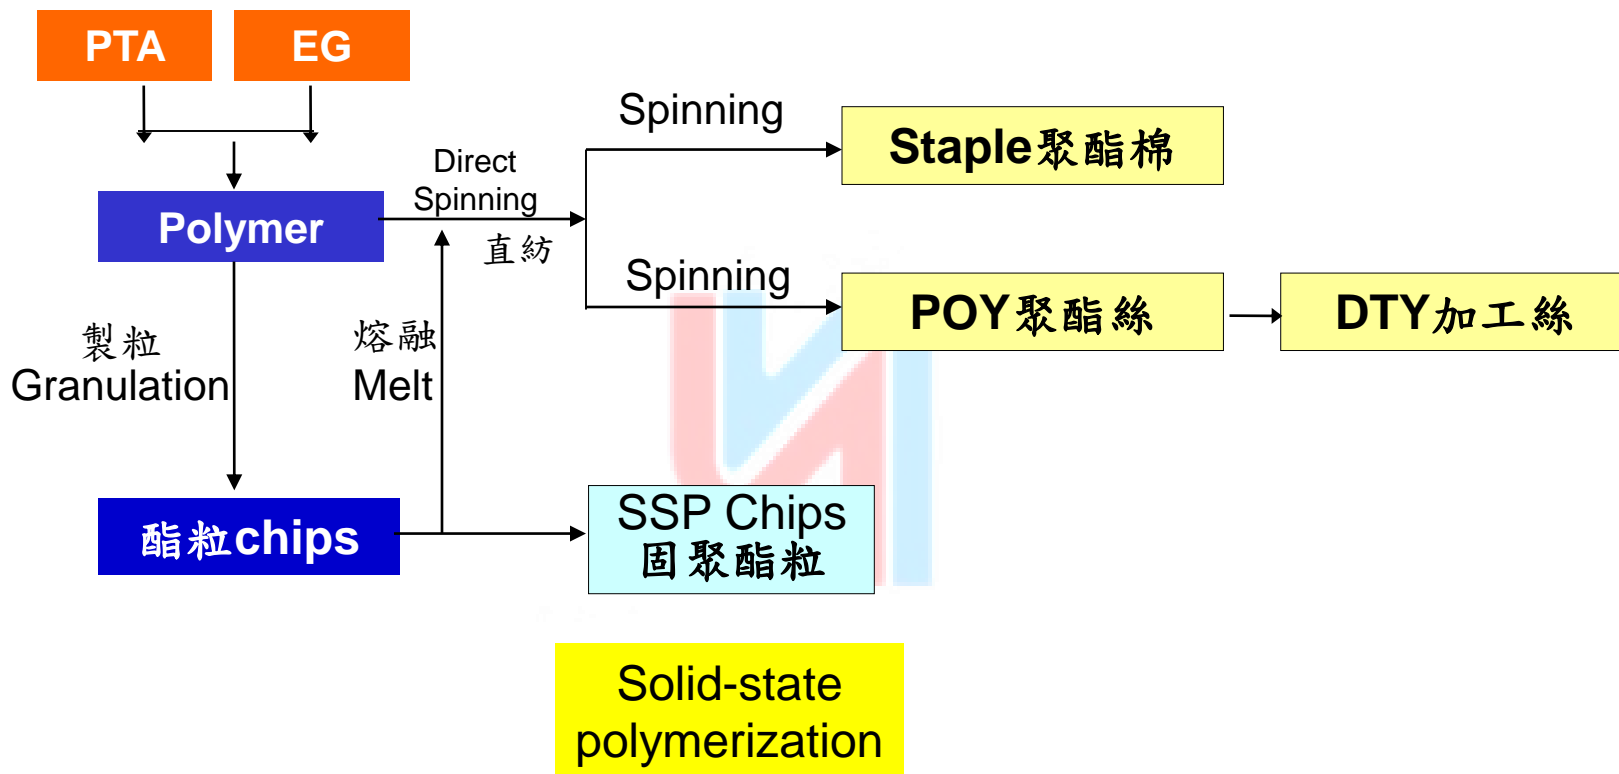 PTA
EG
Spinning
Staple聚酯棉
Direct
Spinning
Polymer
直紡
Spinning
POY聚酯絲
DTY加工絲
製粒
Granulation
熔融
Melt
酯粒chips
SSP Chips
固聚酯粒
Solid-state
polymerization